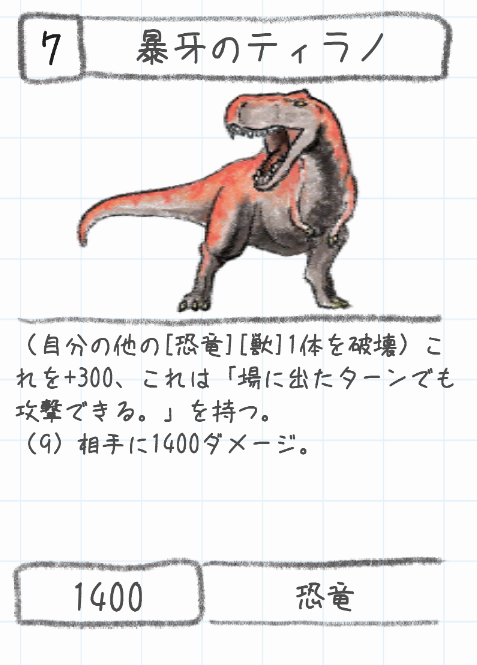 7
暴牙のティラノ
（自分の他の[恐竜][獣]1体を破壊）こ
れを+300、これは「場に出たターンでも
攻撃できる。」を持つ。
（9）相手に1400ダメージ。
1400
恐竜